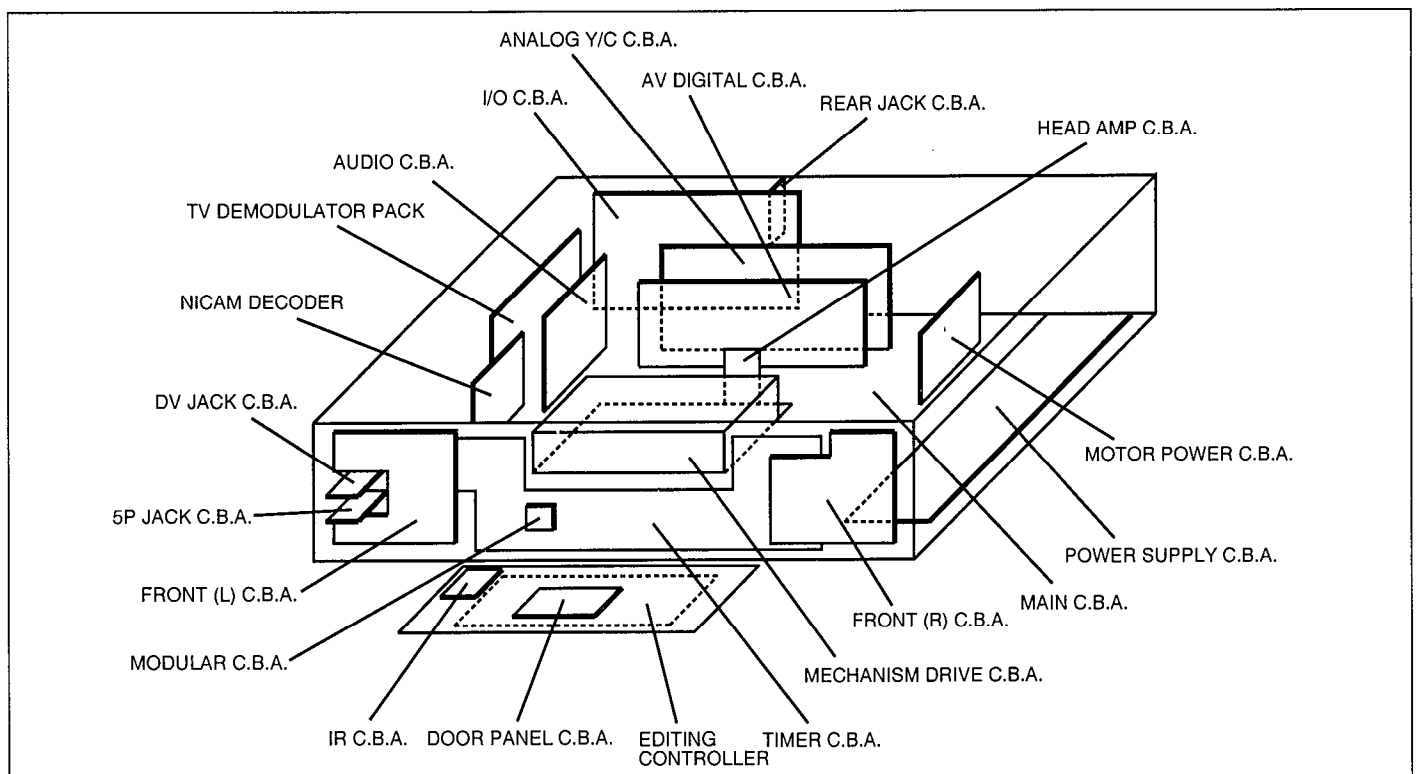 ANALOG Y/C C.B.A.
AV DIGITAL C.B.A.
I/O C.B.A.
REAR JACK C.B.A.
HEAD AMP C.B.A.
AUDIO C.B.A.
TV DEMODULATOR PACK
NICAM DECODER
DV JACK C.B.A.
MOTOR POWER C.B.A.
5P JACK C.B.A.
POWER SUPPLY C.B.A.
FRONT (L) C.B.A.
MAIN C.B.A.
FRONT (R) C.B.A.
MODULAR C.B.A.
MECHANISM DRIVE C.B.A.
IR C.B.A.
DOOR PANEL C.B.A.
EDITING
CONTROLLER
TIMER C.B.A.